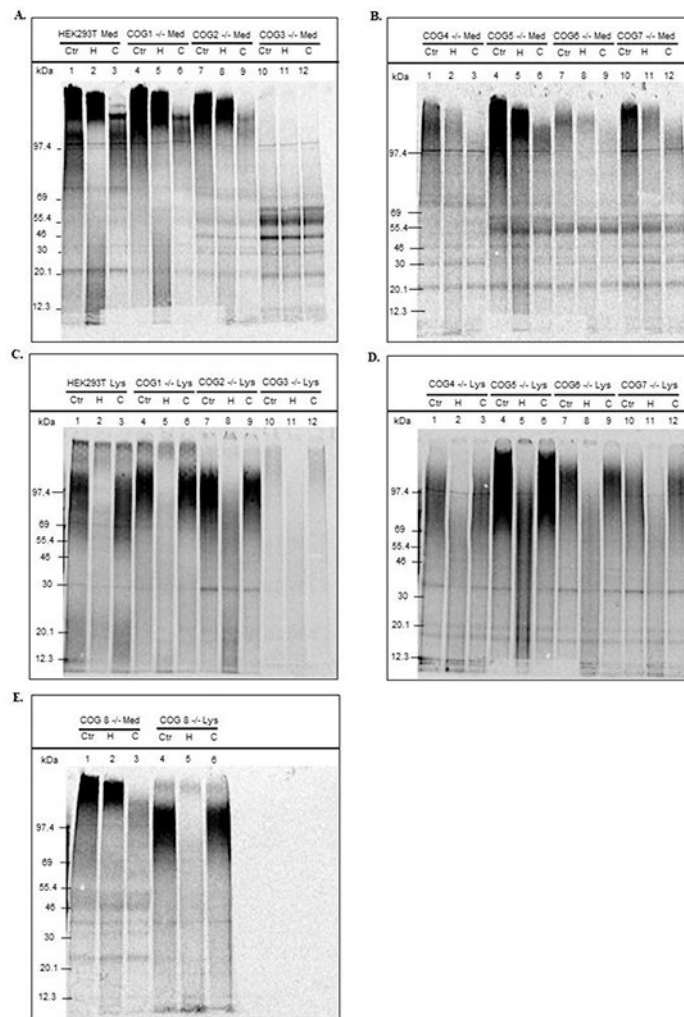 A.
HEK293T Med COG1 -/- Med COG2 -/- Med COG3 -/- Med
Ctr H C Ctr H C Ctr H C Ctr H C
kDa 1 2 3 4 5 6 7 8 9 10 11 12
97.4
69
55.4
46
30
20.1
12.3
B.
COG4 -/- Med COG5 -/- Med COG6 -/- Med COG7 -/- Med
Ctr H C Ctr H C Ctr H C Ctr H C
kDa 1 2 3 4 5 6 7 8 9 10 11 12
97.4
69
55.4
46
30
20.1
12.3
C.
HEK293T Lys COG1 -/- Lys COG2 -/- Lys COG3 -/- Lys
Ctr H C Ctr H C Ctr H C Ctr H C
kDa 1 2 3 4 5 6 7 8 9 10 11 12
97.4
69
55.4
46
30
20.1
12.3
D.
COG4 -/- Lys COG5 -/- Lys COG6 -/- Lys COG7 -/- Lys
Ctr H C Ctr H C Ctr H C Ctr H C
kDa 1 2 3 4 5 6 7 8 9 10 11 12
97.4
69
55.4
46
30
20.1
12.3
E.
COG 8 -/- Med COG 8 -/- Lys
Ctr H C Ctr H C
kDa 1 2 3 4 5 6
97.4
69
55.4
46
30
20.1
12.3